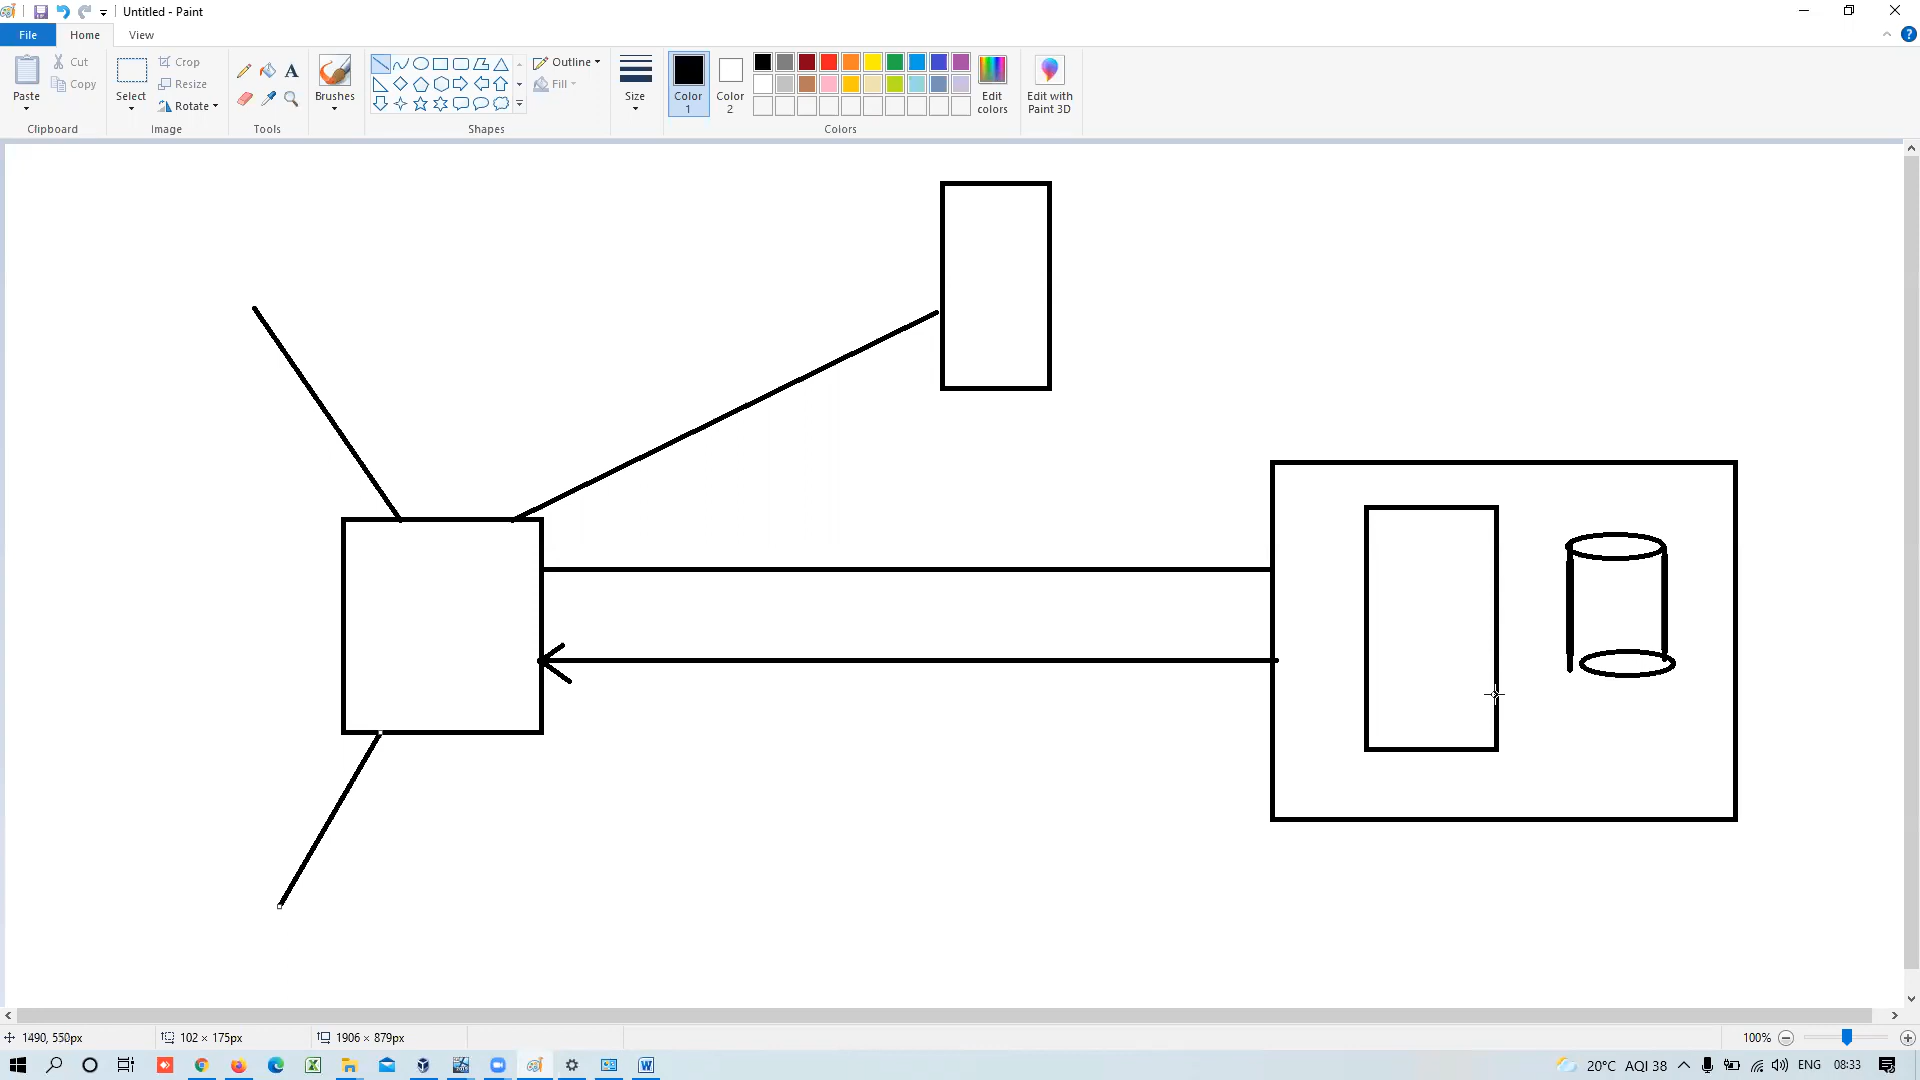 Untitled - Paint
File Home View
Paste
Cut
Copy
Clipboard
Select
Crop
Resize
Rotate
Image
A
Tools
Brushes
Outline
Fill
Shapes
Size
Color 1
Color 2
Edit colors
Colors
Edit with Paint 3D
?
1490, 550px
102 × 175px
1906 × 879px
100%
20°C AQI 38
ENG
08:33